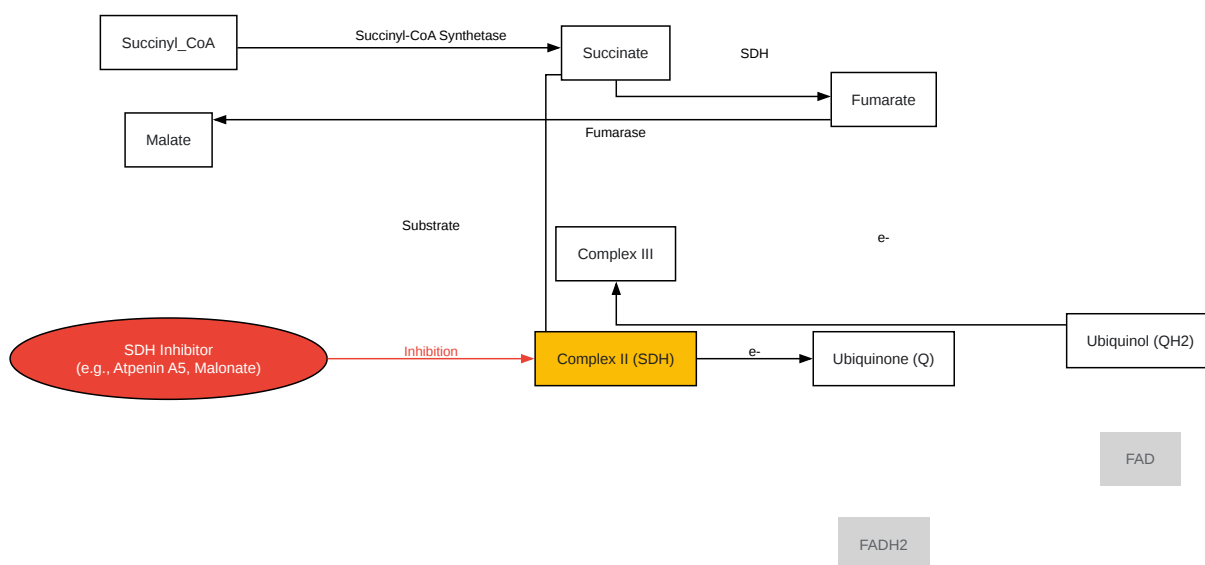 Succinyl_CoA
Succinyl-CoA Synthetase
Succinate
SDH
Fumarate
Fumarase
Malate
Substrate
Complex III
e-
SDH Inhibitor
(e.g., Atpenin A5, Malonate)
Inhibition
Complex II (SDH)
e-
Ubiquinone (Q)
Ubiquinol (QH2)
FAD
FADH2